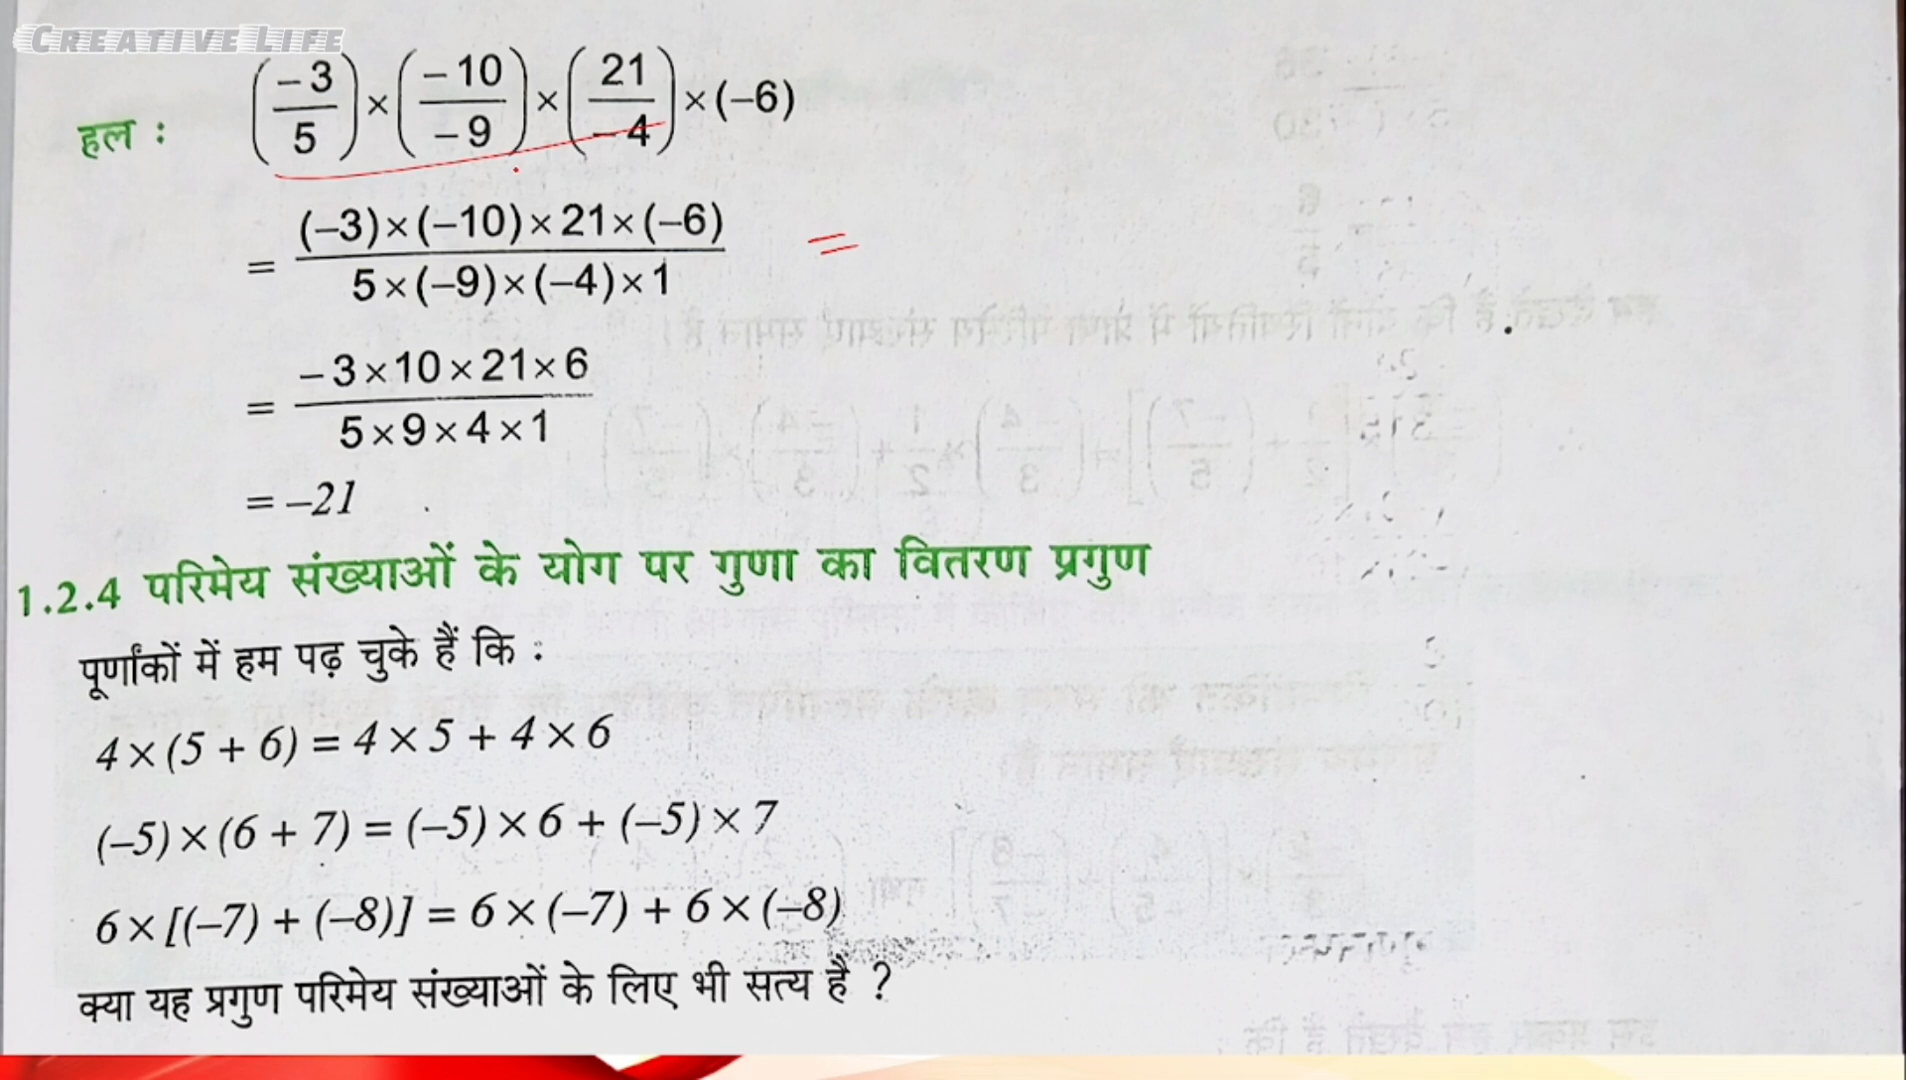 CREATIVE LIFE
हल : (-3/5) × (-10/-9) × (21/-4) × (-6)
= (-3)×(-10)×21×(-6) / 5×(-9)×(-4)×1
= -3×10×21×6 / 5×9×4×1
= -21
1.2.4 परिमेय संख्याओं के योग पर गुणा का वितरण प्रगुण
पूर्णांकों में हम पढ़ चुके हैं कि :
4×(5 + 6) = 4 × 5 + 4 × 6
(-5)×(6 + 7) = (-5) × 6 + (-5) × 7
6×[(-7) + (-8)] = 6 × (-7) + 6 × (-8)
क्या यह प्रगुण परिमेय संख्याओं के लिए भी सत्य है ?